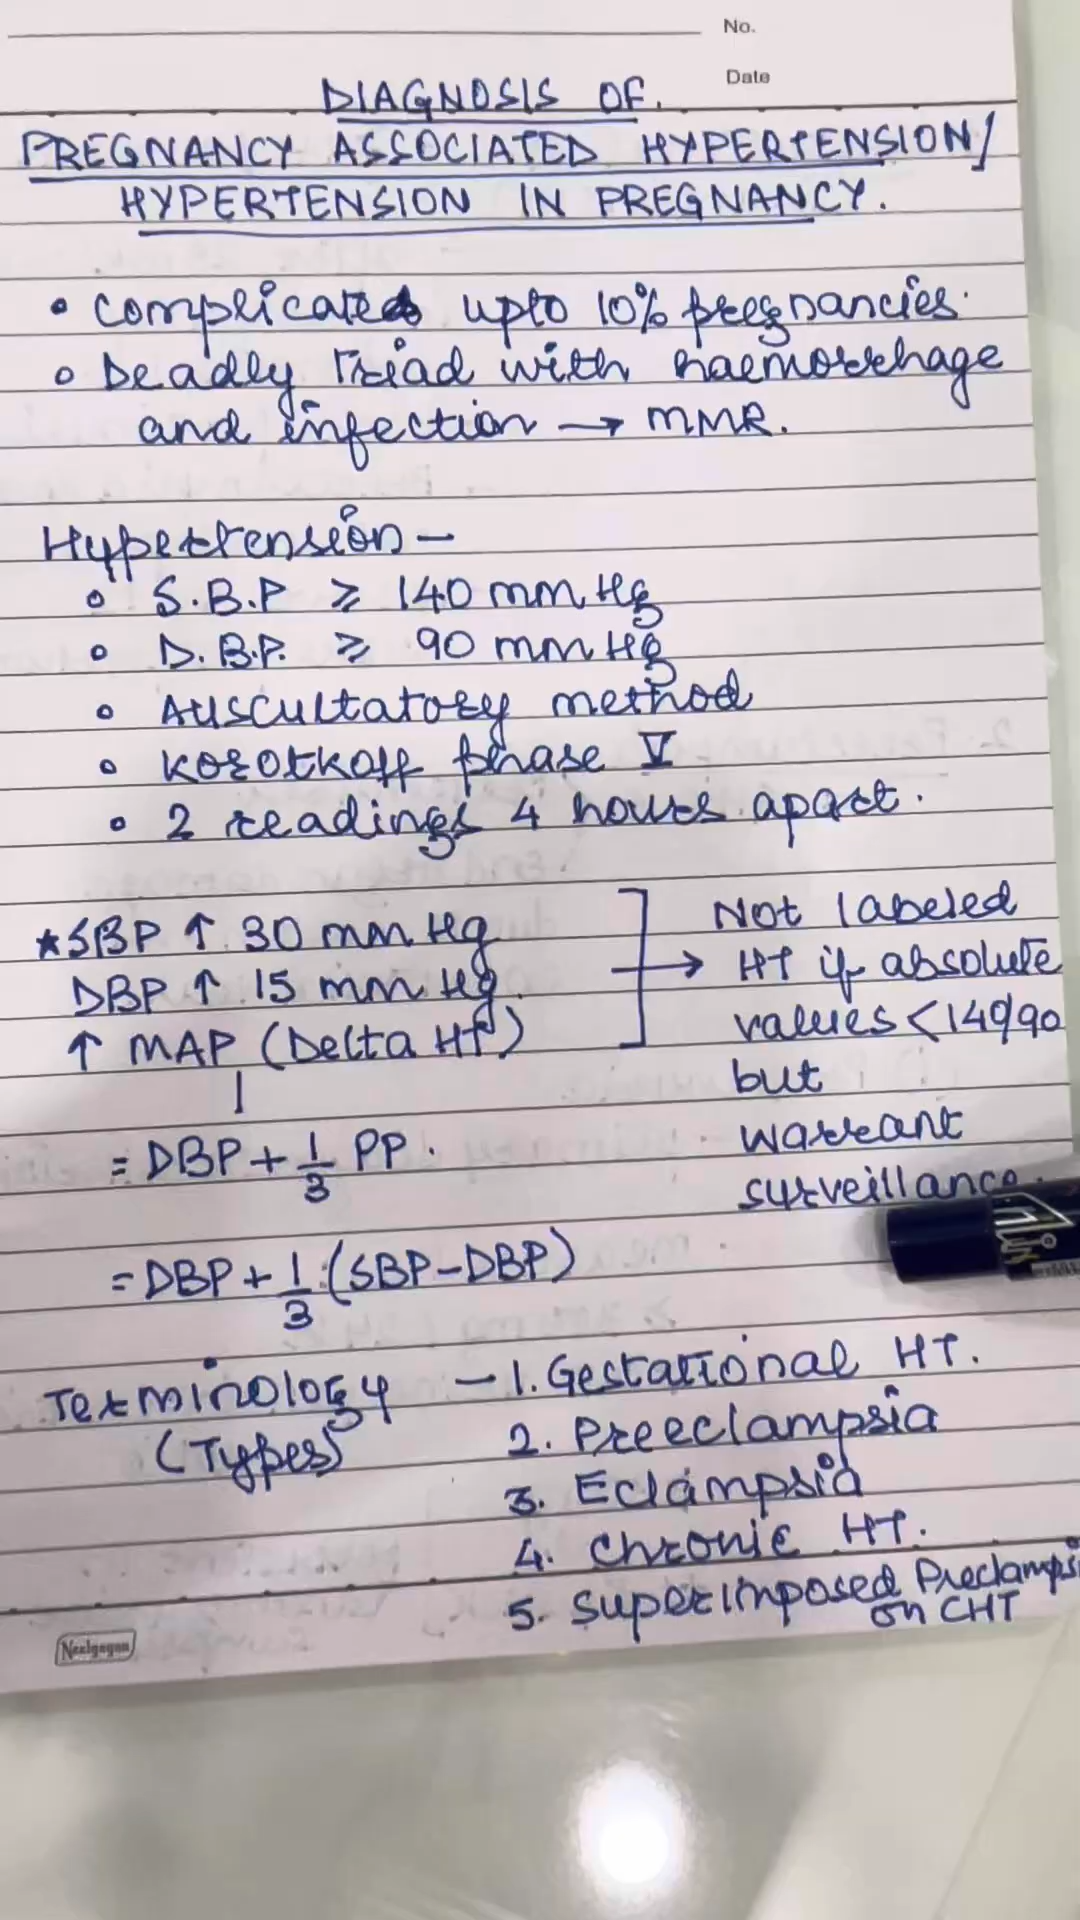 No.
Date
DIAGNOSIS OF.
PREGNANCY ASSOCIATED HYPERTENSION/
HYPERTENSION IN PREGNANCY.
• Complicates upto 10% pregnancies.
• Deadly Triad with haemorrhage
and infection → MMR.
Hypertension –
• S.B.P ≥ 140 mm Hg
• D.B.P. ≥ 90 mm Hg
• Auscultatory method
• Korotkoff phase V
• 2 readings 4 hours apart.
*SBP ↑ 30 mm Hg
DBP ↑ 15 mm Hg.
↑ MAP (Delta HT)
→ Not labeled
HT if absolute
values < 140/90
but
warrant
surveillance.
= DBP + 1/3 PP.
= DBP + 1/3 (SBP – DBP)
Terminology – 1. Gestational HT.
(Types)
2. Preeclampsia
3. Eclampsia
4. Chronic HT.
5. Superimposed Preclampsi
on CHT
Neelgagan